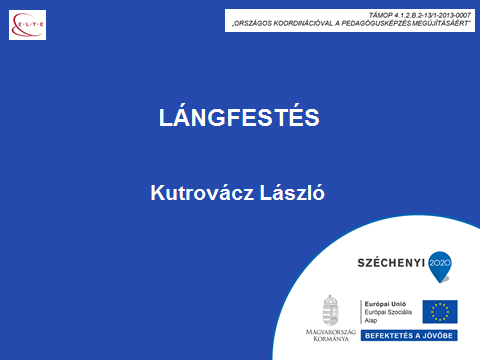 E L T E
TÁMOP 4.1.2.B.2-13/1-2013-0007
„ORSZÁGOS KOORDINÁCIÓVAL A PEDAGÓGUSKÉPZÉS MEGÚJÍTÁSÁÉRT”
LÁNGFESTÉS
Kutrovácz László
SZÉCHENYI 2020
MAGYARORSZÁG
KORMÁNYA
Európai Unió
Európai Szociális
Alap
BEFEKTETÉS A JÖVŐBE